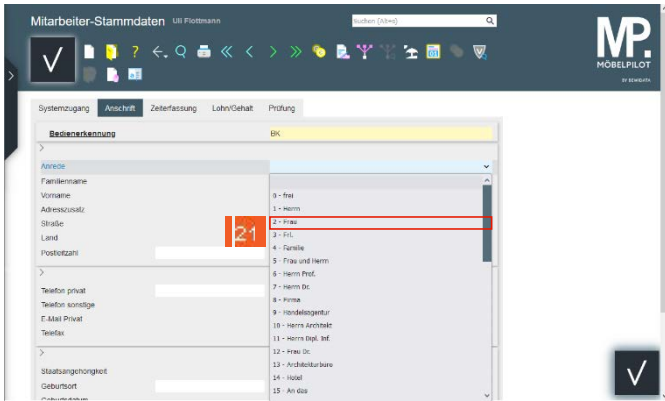 Mitarbeiter-Stammdaten Uli Flottmann
Suchen (Alt+s)
MP.
MÖBELPILOT
BY BEMIDATA
Systemzugang Anschrift Zeiterfassung Lohn/Gehalt Prüfung
Bedienerkennung BK
Anrede
Familienname
Vorname
Adresszusatz
Straße
Land
Postleitzahl
0 - frei
1 - Herrn
2 - Frau
3 - Frl.
4 - Familie
5 - Frau und Herrn
6 - Herrn Prof.
7 - Herrn Dr.
8 - Firma
9 - Handelsagentur
10 - Herrn Architekt
11 - Herrn Dipl. Inf.
12 - Frau Dr.
13 - Architekturbüro
14 - Hotel
15 - An das
21
Telefon privat
Telefon sonstige
E-Mail Privat
Telefax
Staatsangehörigkeit
Geburtsort
Geburtsdatum